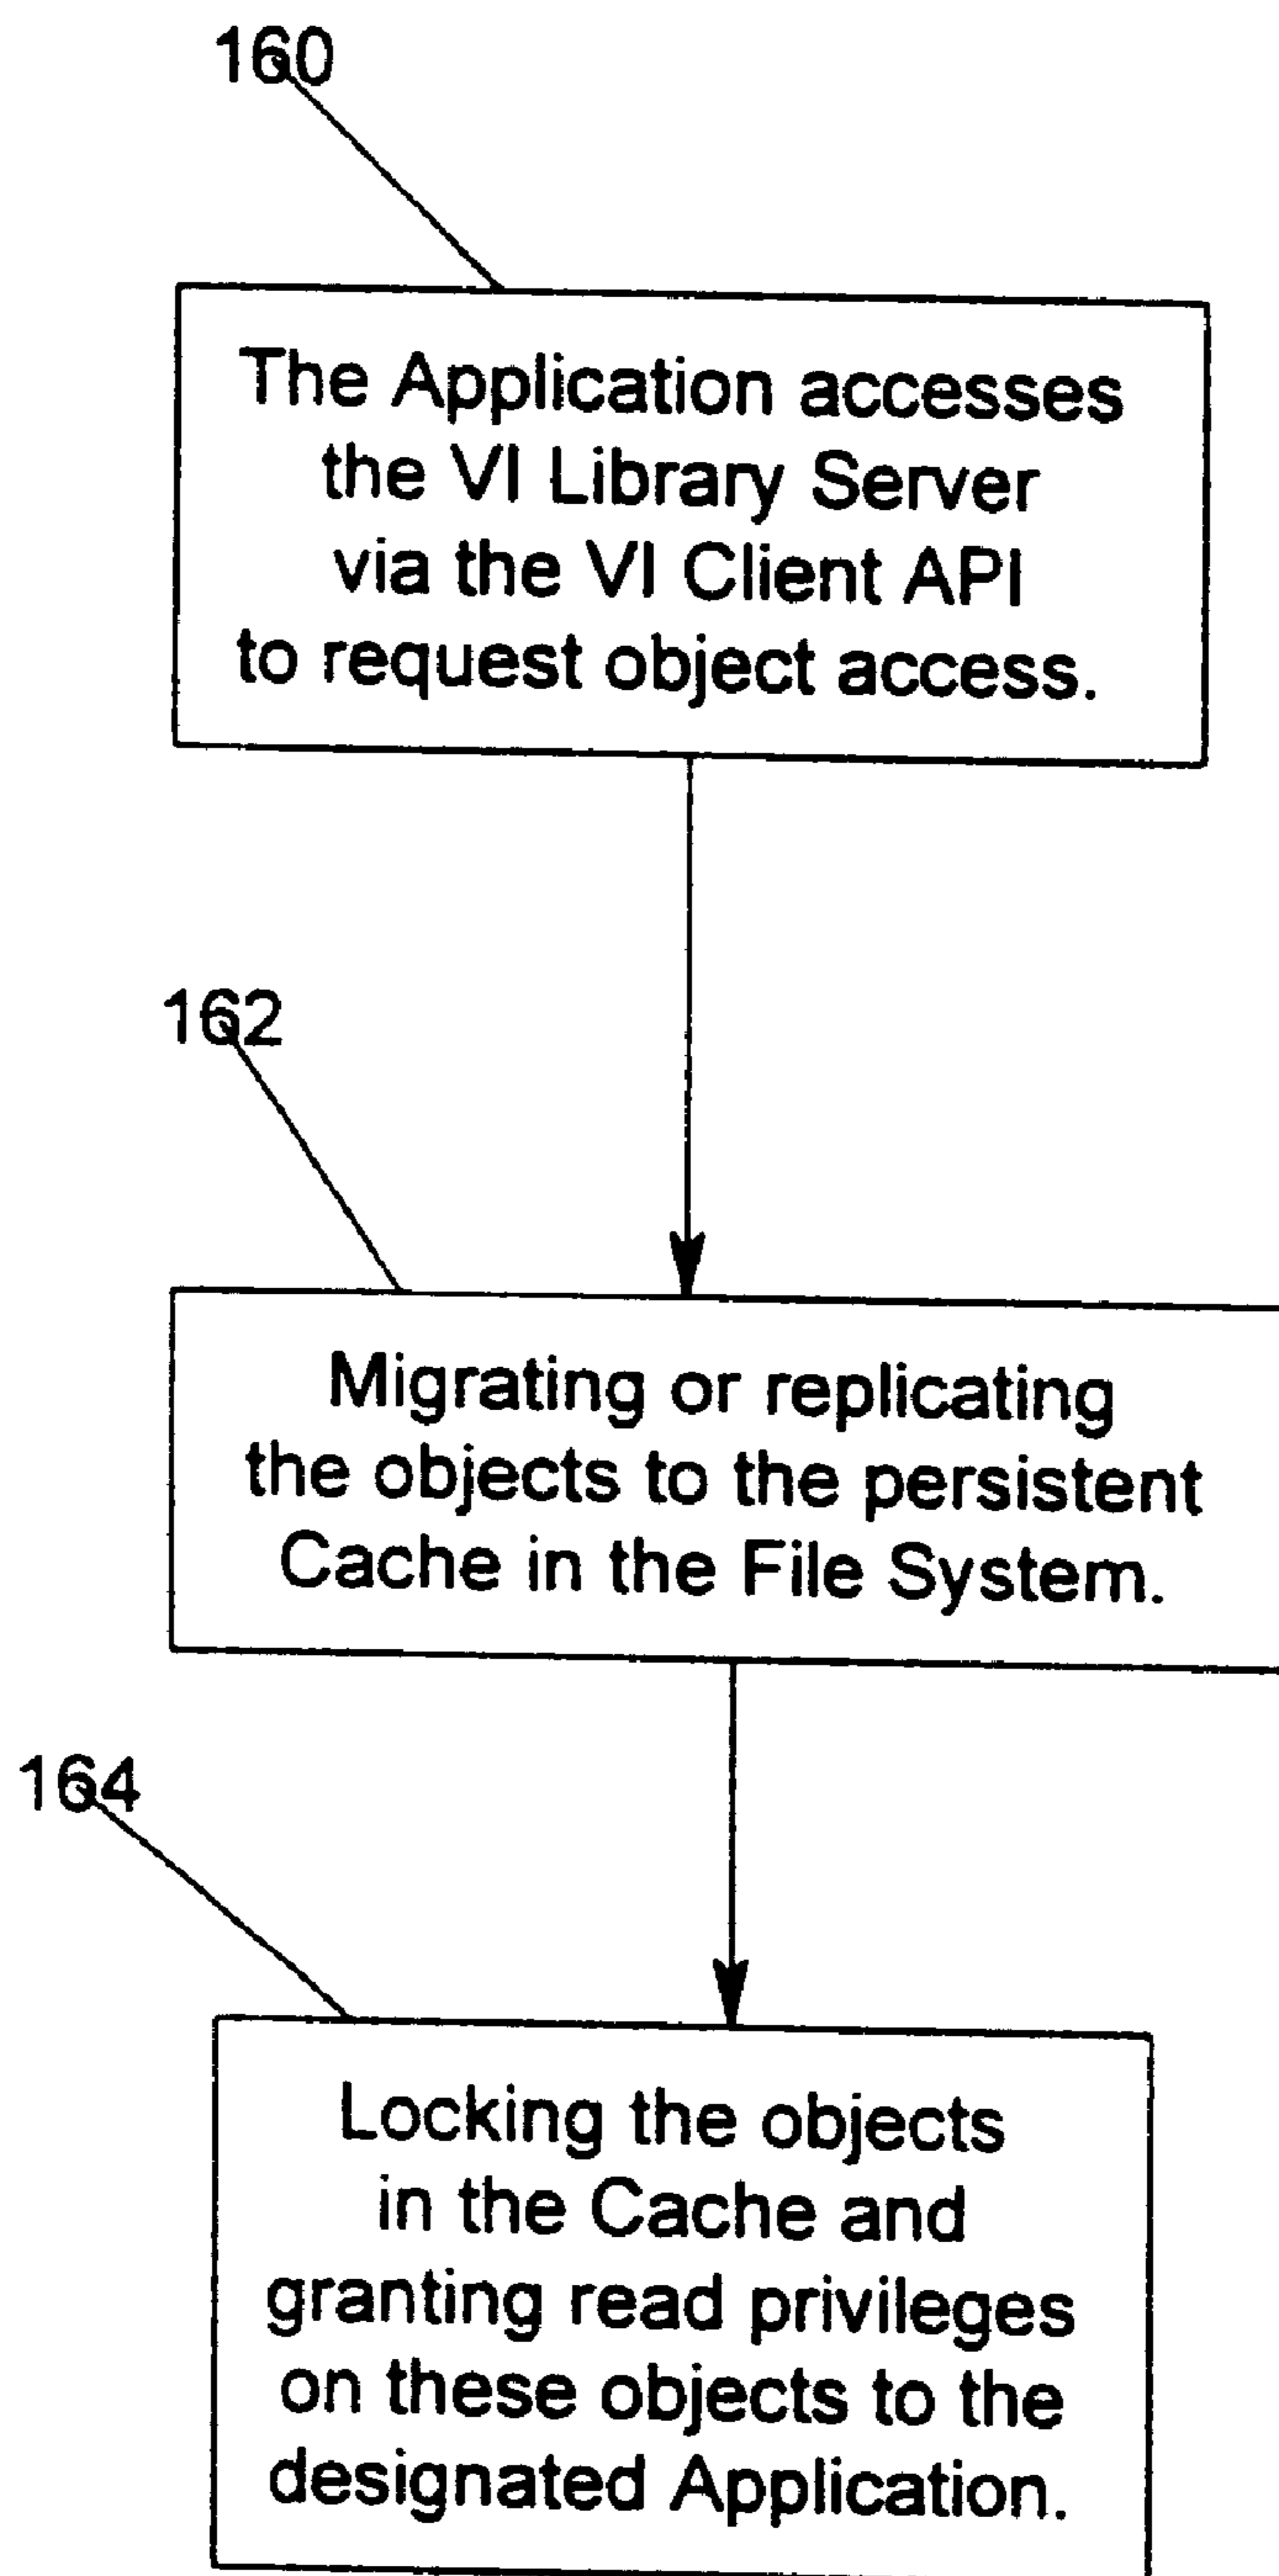 160
The Application accesses
the VI Library Server
via the VI Client API
to request object access.
162
Migrating or replicating
the objects to the persistent
Cache in the File System.
164
Locking the objects
in the Cache and
granting read privileges
on these objects to the
designated Application.